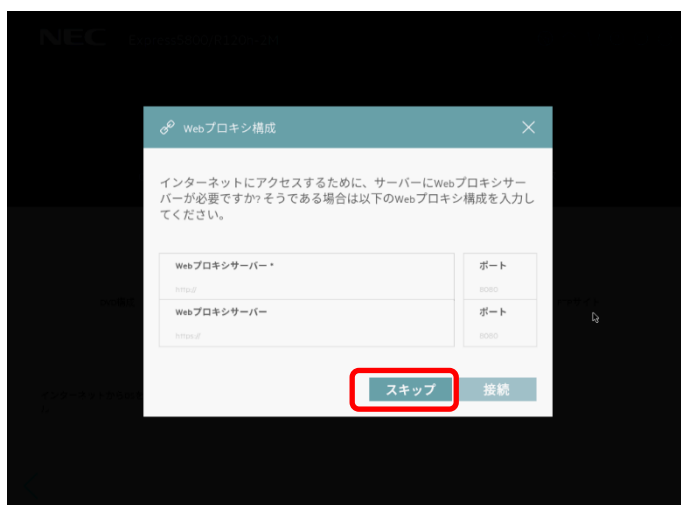 NEC
Webプロキシ構成
インターネットにアクセスするために、サーバーにWebプロキシサー
バーが必要ですか? そうである場合は以下のWebプロキシ構成を入力し
てください。
Webプロキシサーバー *
ポート
http://
8080
Webプロキシサーバー
ポート
https://
8080
スキップ
接続